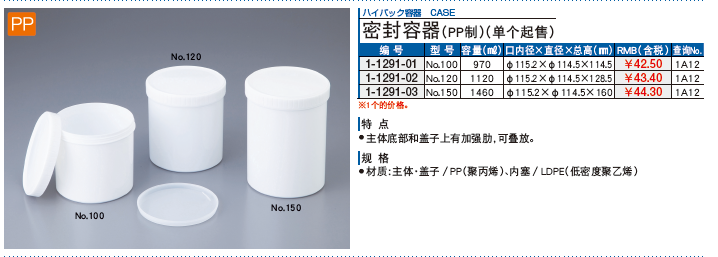 PP
No.120
No.100
No.150
ハイパック容器 CASE
密封容器(PP制)(单个起售)
编号 型号 容量(㎖) 口内径×直径×总高(㎜) RMB(含税) 查询No.
1-1291-01 No.100 970 φ115.2×φ114.5×114.5 ¥42.50 1A12
1-1291-02 No.120 1120 φ115.2×φ114.5×128.5 ¥43.40 1A12
1-1291-03 No.150 1460 φ115.2×φ114.5×160 ¥44.30 1A12
※1个的价格。
特点
●主体底部和盖子上有加强肋,可叠放。
规格
●材质:主体·盖子/PP(聚丙烯)、内塞/LDPE(低密度聚乙烯)